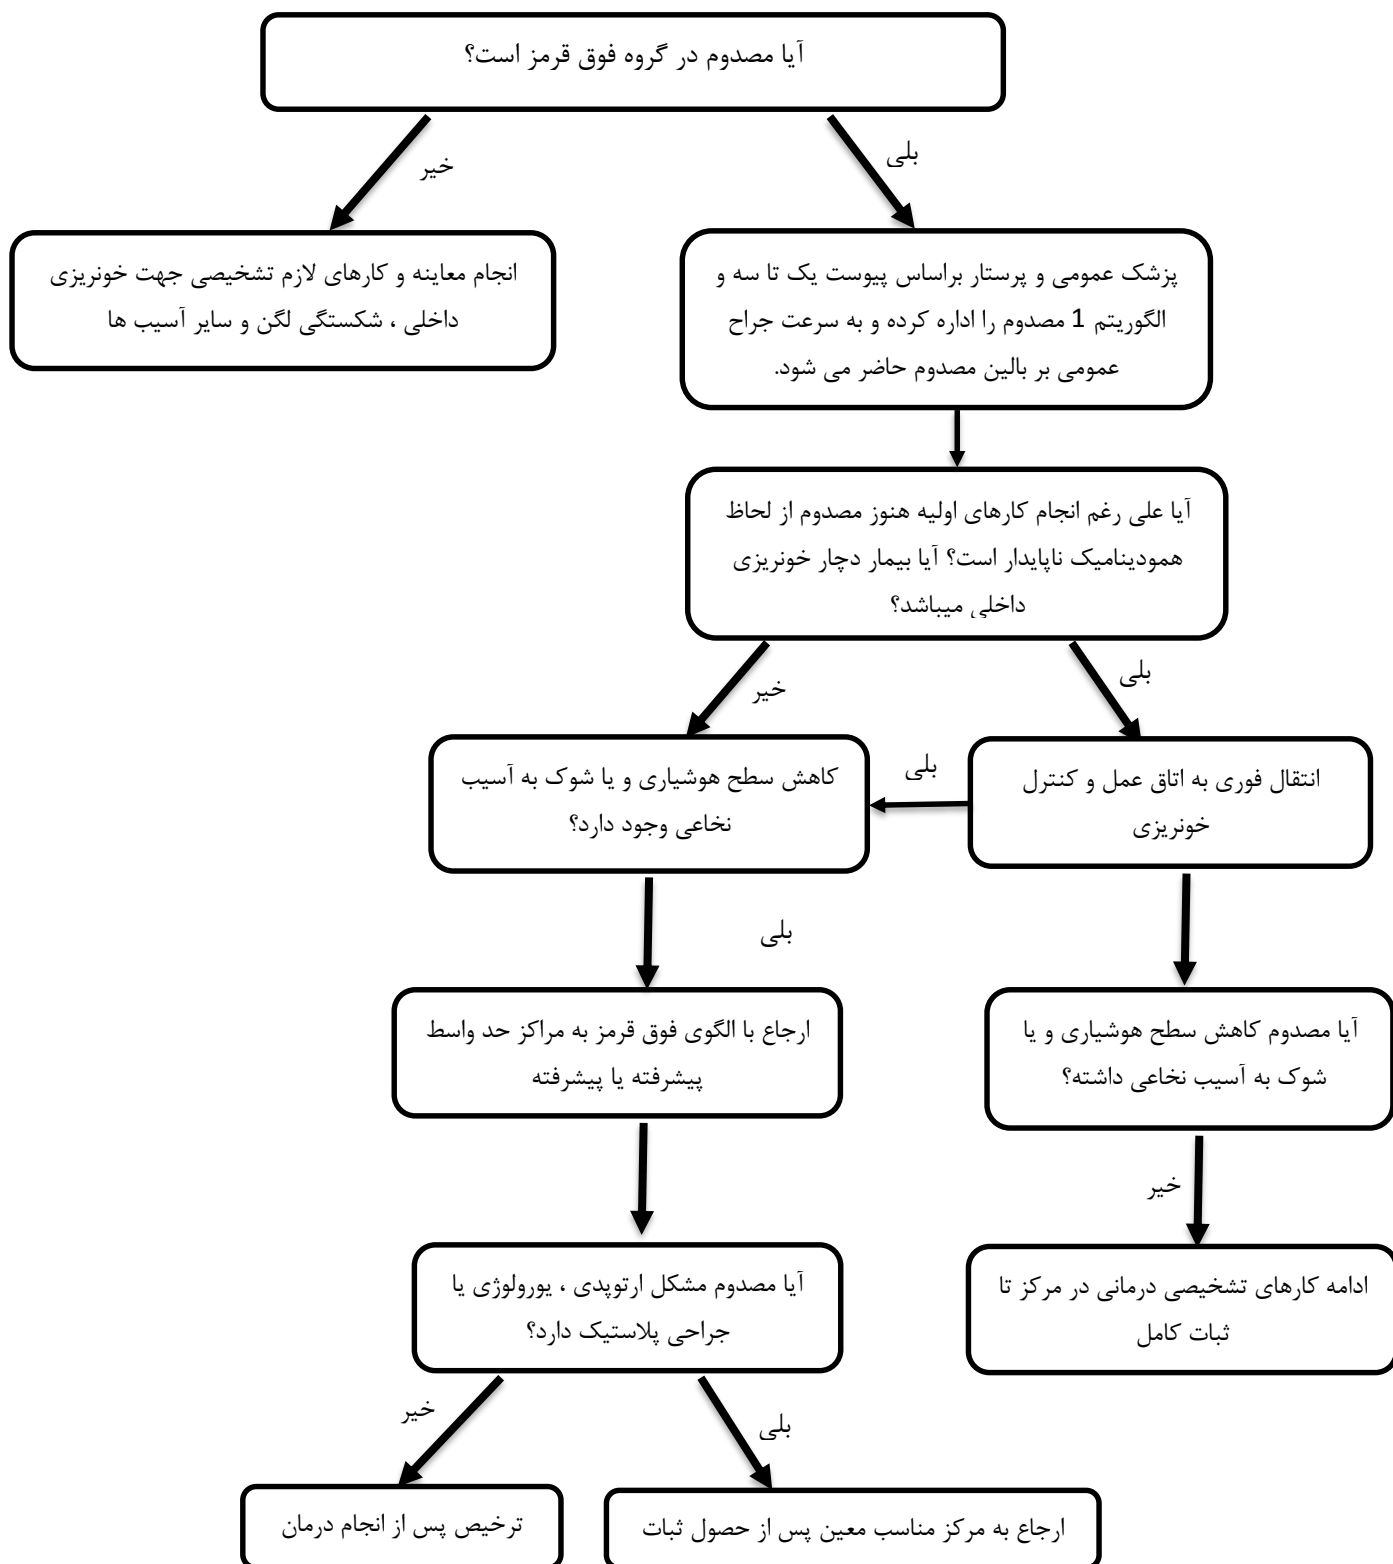 آیا مصدوم در گروه فوق قرمز است؟
بلی
خیر
پزشک عمومی و پرستار براساس پیوست یک تا سه و
الگوریتم 1 مصدوم را اداره کرده و به سرعت جراح
عمومی بر بالین مصدوم حاضر می شود.
انجام معاینه و کارهای لازم تشخیصی جهت خونریزی
داخلی ، شکستگی لگن و سایر آسیب ها
آیا علی رغم انجام کارهای اولیه هنوز مصدوم از لحاظ
همودینامیک ناپایدار است؟ آیا بیمار دچار خونریزی
داخلی میباشد؟
بلی
خیر
انتقال فوری به اتاق عمل و کنترل
خونریزی
بلی
کاهش سطح هوشیاری و یا شوک به آسیب
نخاعی وجود دارد؟
بلی
آیا مصدوم کاهش سطح هوشیاری و یا
شوک به آسیب نخاعی داشته؟
ارجاع با الگوی فوق قرمز به مراکز حد واسط
پیشرفته یا پیشرفته
خیر
ادامه کارهای تشخیصی درمانی در مرکز تا
ثبات کامل
آیا مصدوم مشکل ارتوپدی ، یورولوژی یا
جراحی پلاستیک دارد؟
بلی
خیر
ارجاع به مرکز مناسب معین پس از حصول ثبات
ترخیص پس از انجام درمان